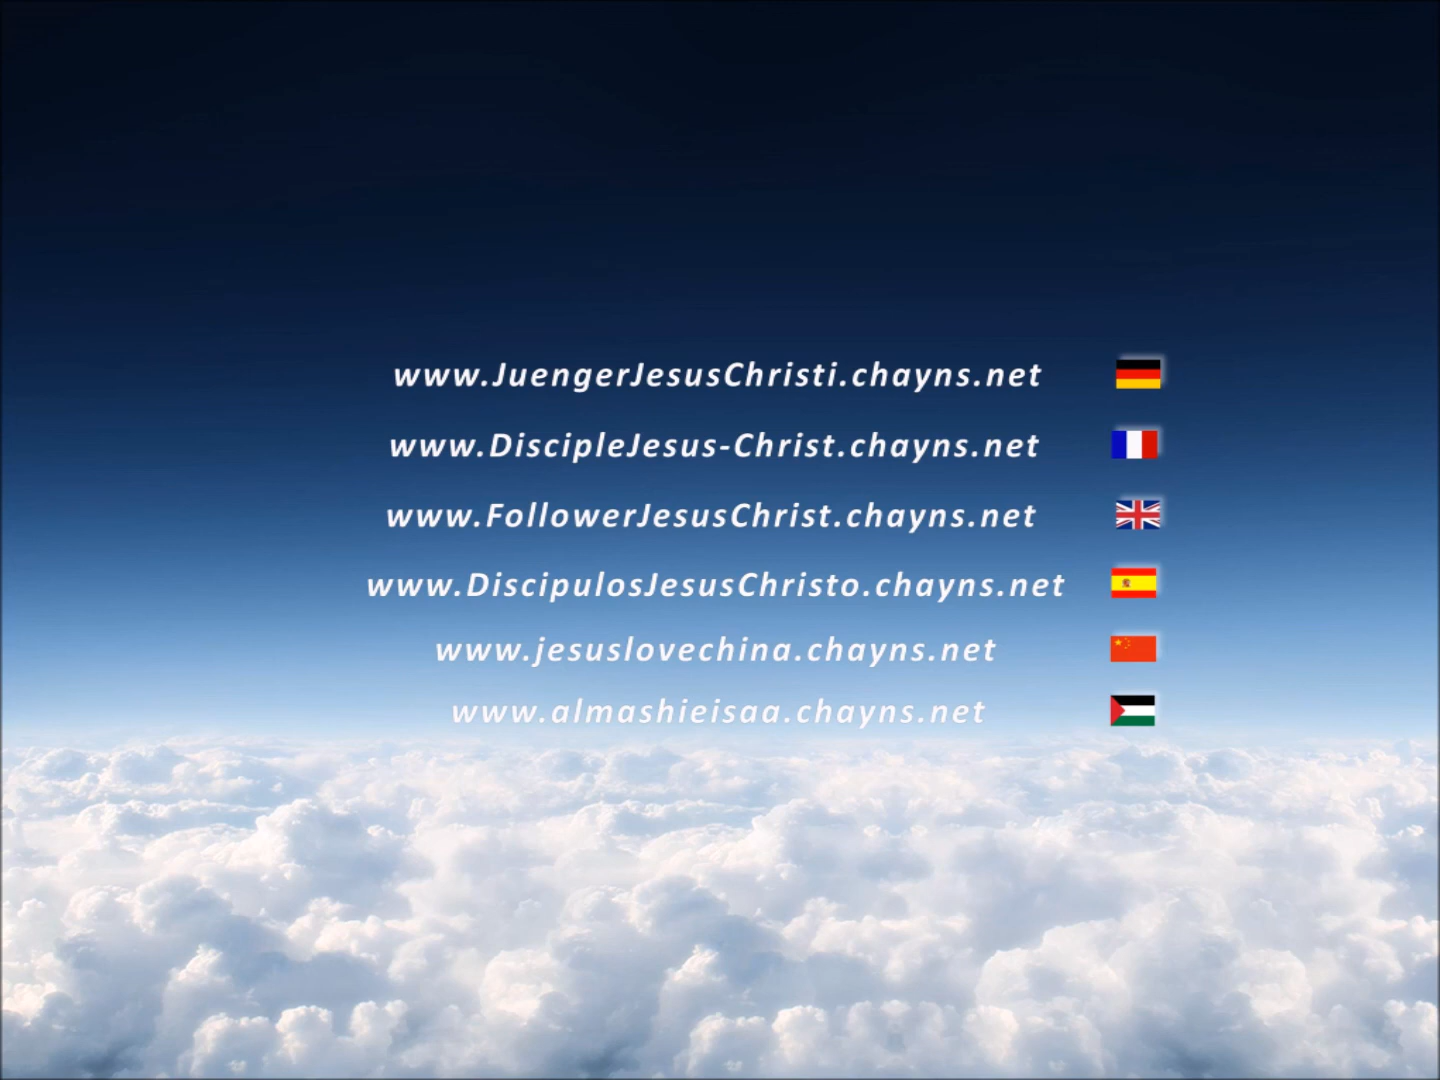 www.JuengerJesusChristi.chayns.net
www.DiscipleJesus-Christ.chayns.net
www.FollowerJesusChrist.chayns.net
www.DiscipulosJesusChristo.chayns.net
www.jesuslovechina.chayns.net
www.almashieisaa.chayns.net